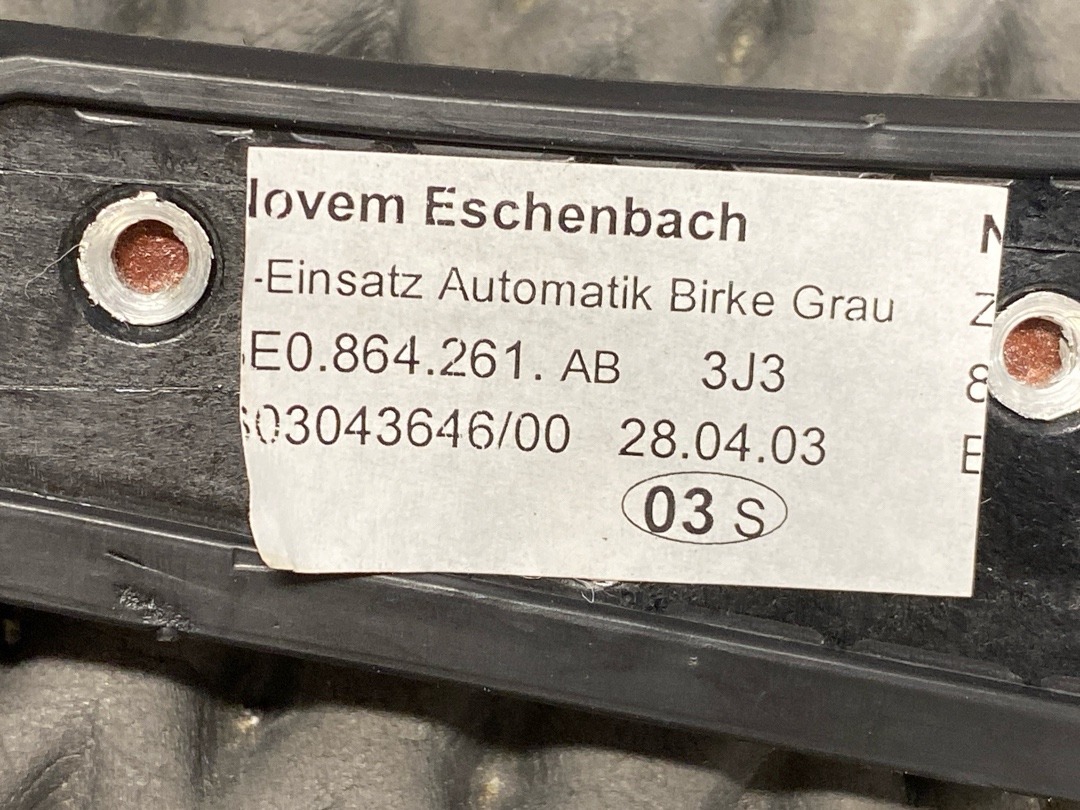 lovem Eschenbach
-Einsatz Automatik Birke Grau
E0.864.261. AB 3J3
03043646/00 28.04.03
03 S